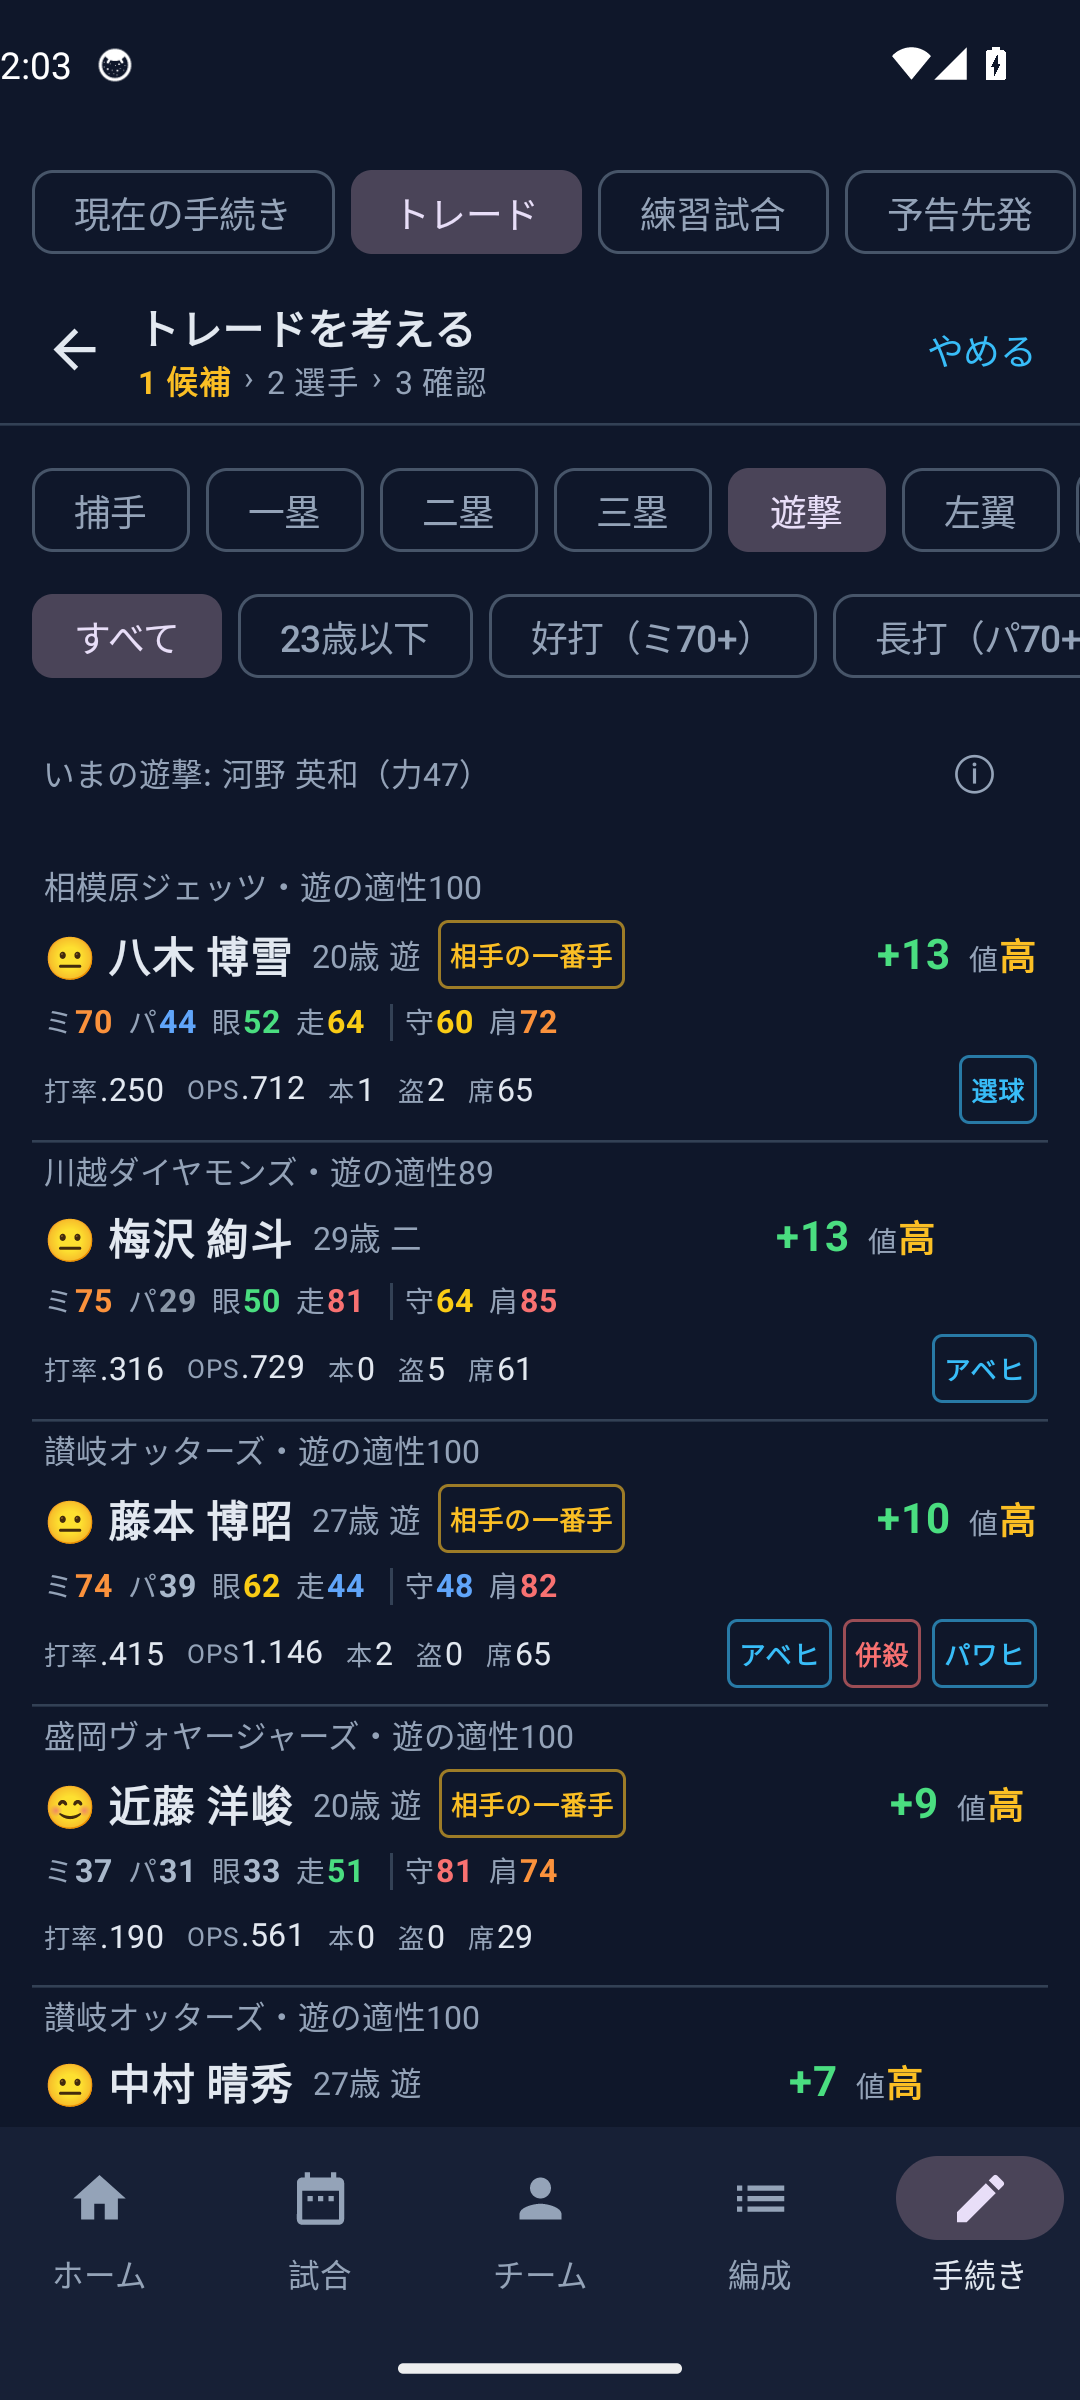 2:03
現在の手続き トレード 練習試合 予告先発
トレードを考える
1 候補 › 2 選手 › 3 確認
やめる
捕手 一塁 二塁 三塁 遊撃 左翼
すべて 23歳以下 好打（ミ70+） 長打（パ70+
いまの遊撃: 河野 英和（力47）
相模原ジェッツ・遊の適性100
八木 博雪 20歳 遊 相手の一番手 +13 値高
ミ70 パ44 眼52 走64 守60 肩72
打率.250 OPS.712 本1 盗2 席65 選球
川越ダイヤモンズ・遊の適性89
梅沢 絢斗 29歳 二 +13 値高
ミ75 パ29 眼50 走81 守64 肩85
打率.316 OPS.729 本0 盗5 席61 アベヒ
讃岐オッターズ・遊の適性100
藤本 博昭 27歳 遊 相手の一番手 +10 値高
ミ74 パ39 眼62 走44 守48 肩82
打率.415 OPS1.146 本2 盗0 席65 アベヒ 併殺 パワヒ
盛岡ヴォヤージャーズ・遊の適性100
近藤 洋峻 20歳 遊 相手の一番手 +9 値高
ミ37 パ31 眼33 走51 守81 肩74
打率.190 OPS.561 本0 盗0 席29
讃岐オッターズ・遊の適性100
中村 晴秀 27歳 遊 +7 値高
ホーム 試合 チーム 編成 手続き